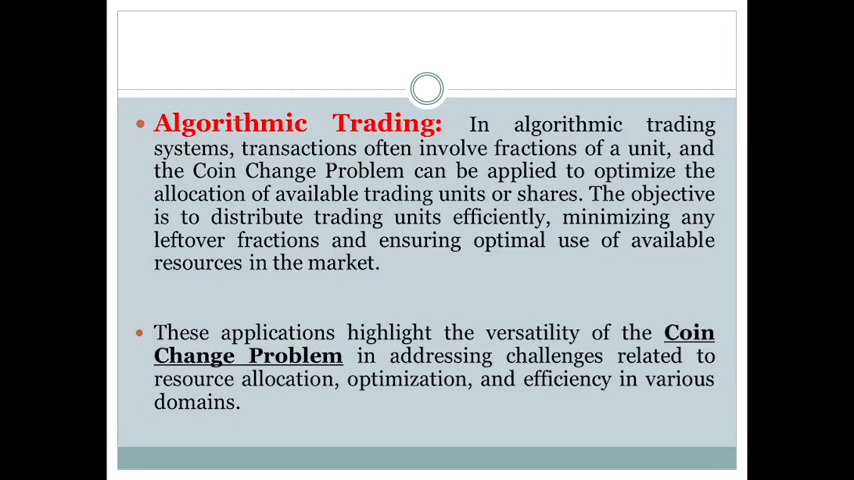 Algorithmic Trading: In algorithmic trading
systems, transactions often involve fractions of a unit, and
the Coin Change Problem can be applied to optimize the
allocation of available trading units or shares. The objective
is to distribute trading units efficiently, minimizing any
leftover fractions and ensuring optimal use of available
resources in the market.
These applications highlight the versatility of the Coin
Change Problem in addressing challenges related to
resource allocation, optimization, and efficiency in various
domains.